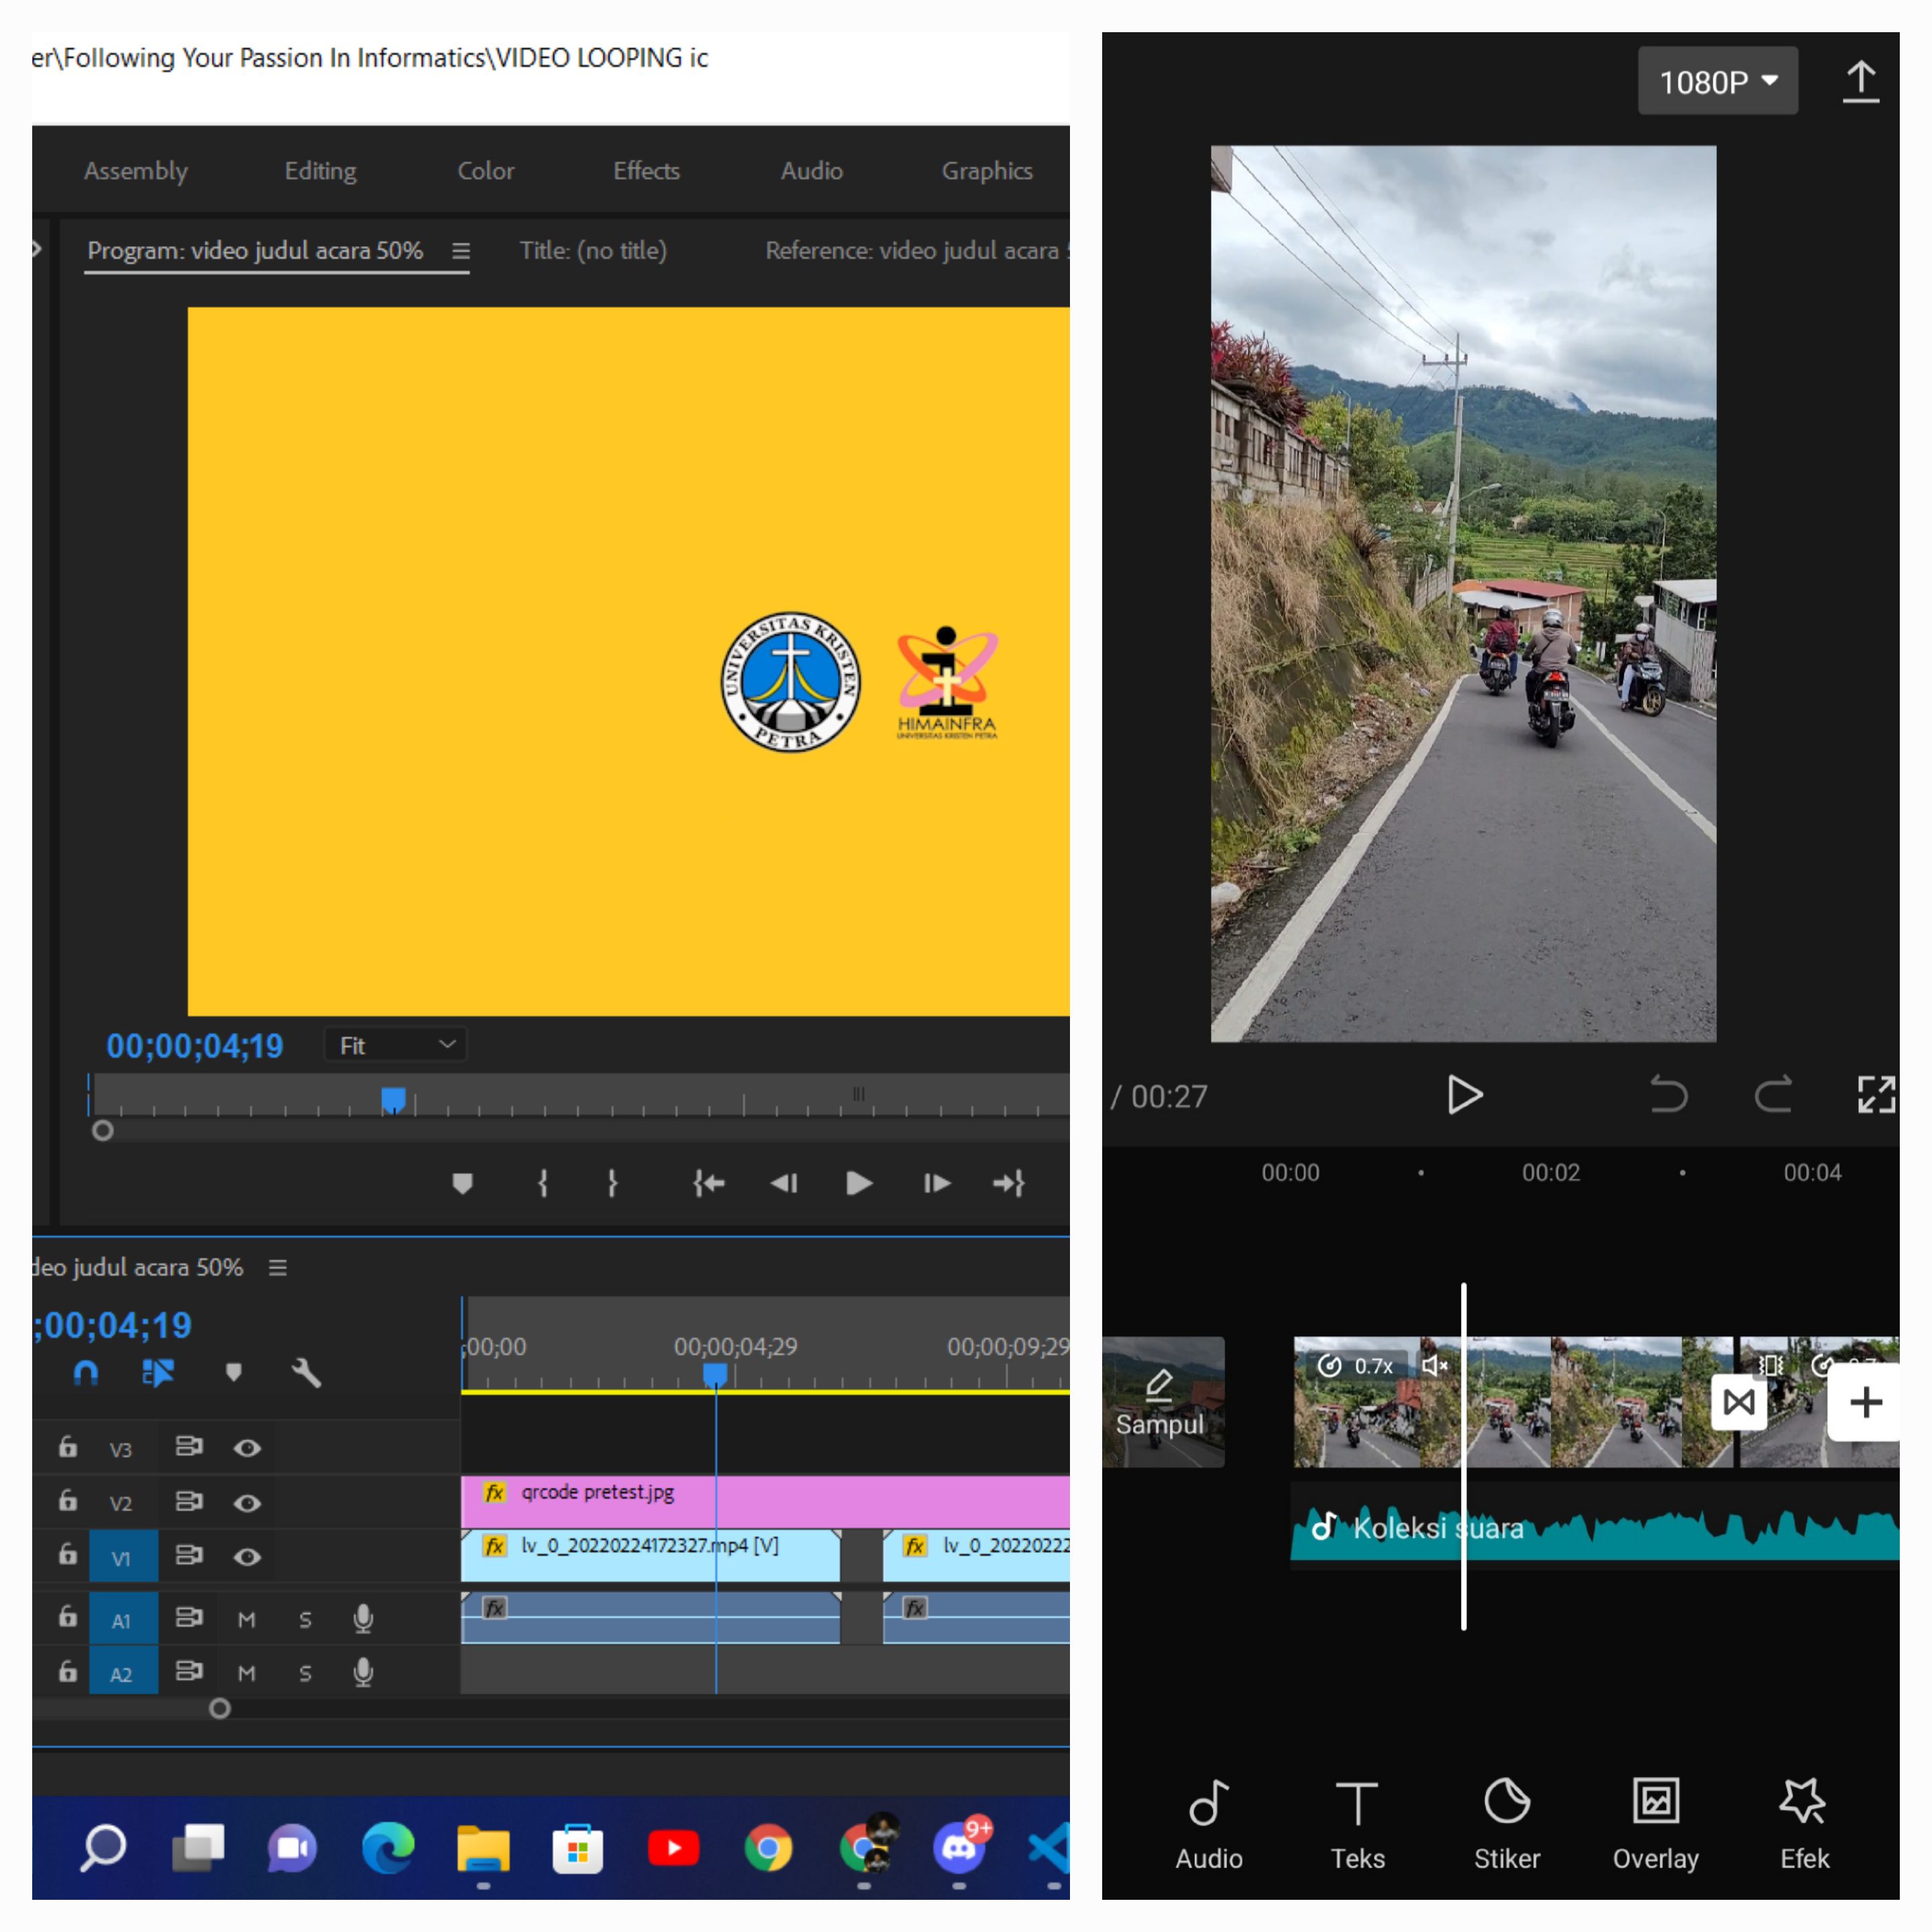 er\Following Your Passion In Informatics\VIDEO LOOPING ic
Assembly Editing Color Effects Audio Graphics
Program: video judul acara 50% Title: (no title) Reference: video judul acara
UNIVERSITAS KRISTEN
PETRA
HIMAINFRA
UNIVERSITAS KRISTEN PETRA
00;00;04;19 Fit
deo judul acara 50%
;00;04;19
;00;00 00;00;04;29 00;00;09;29
V3
V2 fx qrcode pretest.jpg
V1 fx lv_0_20220224172327.mp4 [V] fx lv_0_20220222
A1 M S fx fx
A2 M S
9+
1080P
/ 00:27
00:00 00:02 00:04
Sampul
0.7x
Koleksi suara
Audio Teks Stiker Overlay Efek